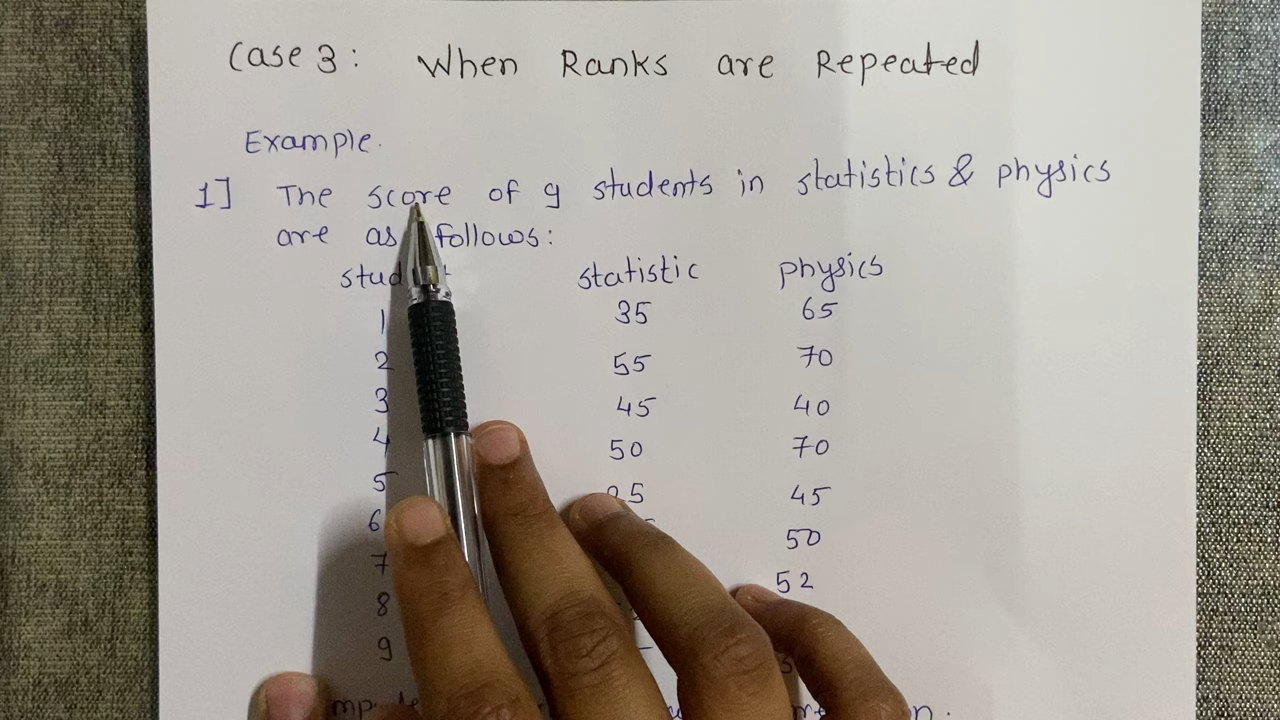 Case 3: When Ranks are Repeated
Example.
1] The score of 9 students in statistics & physics
are as follows:
statistic physics
1 35 65
2 55 70
3 45 40
4 50 70
5 45
6 50
7 52
8
9